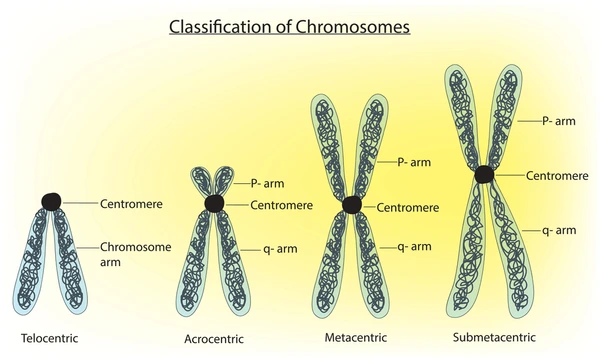 Classification of Chromosomes
Centromere
Chromosome
arm
Telocentric
P- arm
Centromere
q- arm
Acrocentric
P- arm
Centromere
q- arm
Metacentric
P- arm
Centromere
q- arm
Submetacentric